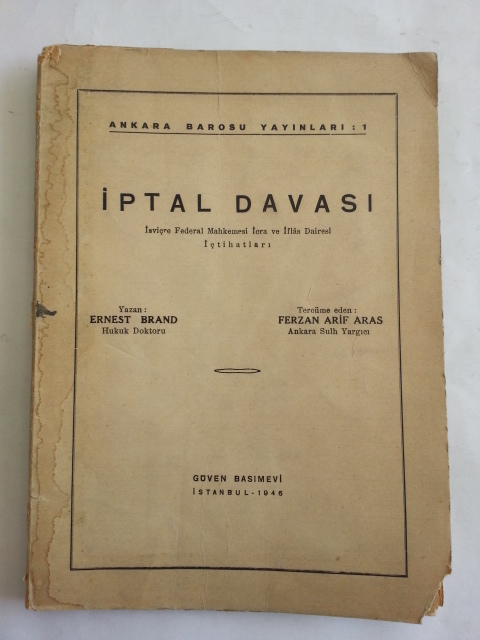 ANKARA BAROSU YAYINLARI : 1
İPTAL DAVASI
İsviçre Federal Mahkemesi İcra ve İflâs Dairesi
İçtihatları
Yazan :
ERNEST BRAND
Hukuk Doktoru
Tercüme eden :
FERZAN ARİF ARAS
Ankara Sulh Yargıcı
GÜVEN BASIMEVİ
İSTANBUL - 1946